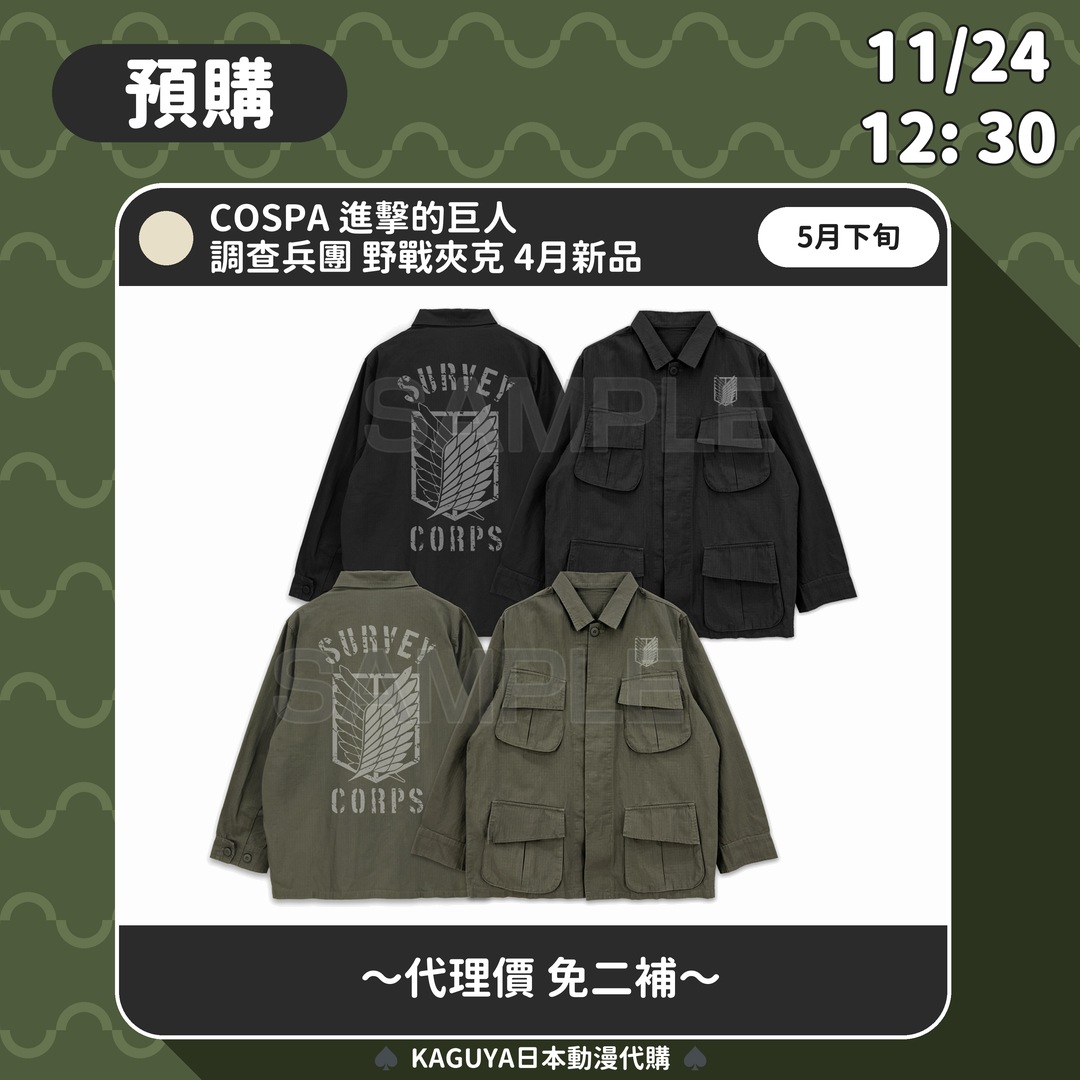 預購
11/24
12: 30
COSPA 進擊的巨人
調查兵團 野戰夾克 4月新品
5月下旬
SURVEY
CORPS
SAMPLE
SURVEY
CORPS
SAMPLE
～代理價 免二補～
♠ KAGUYA日本動漫代購 ♠